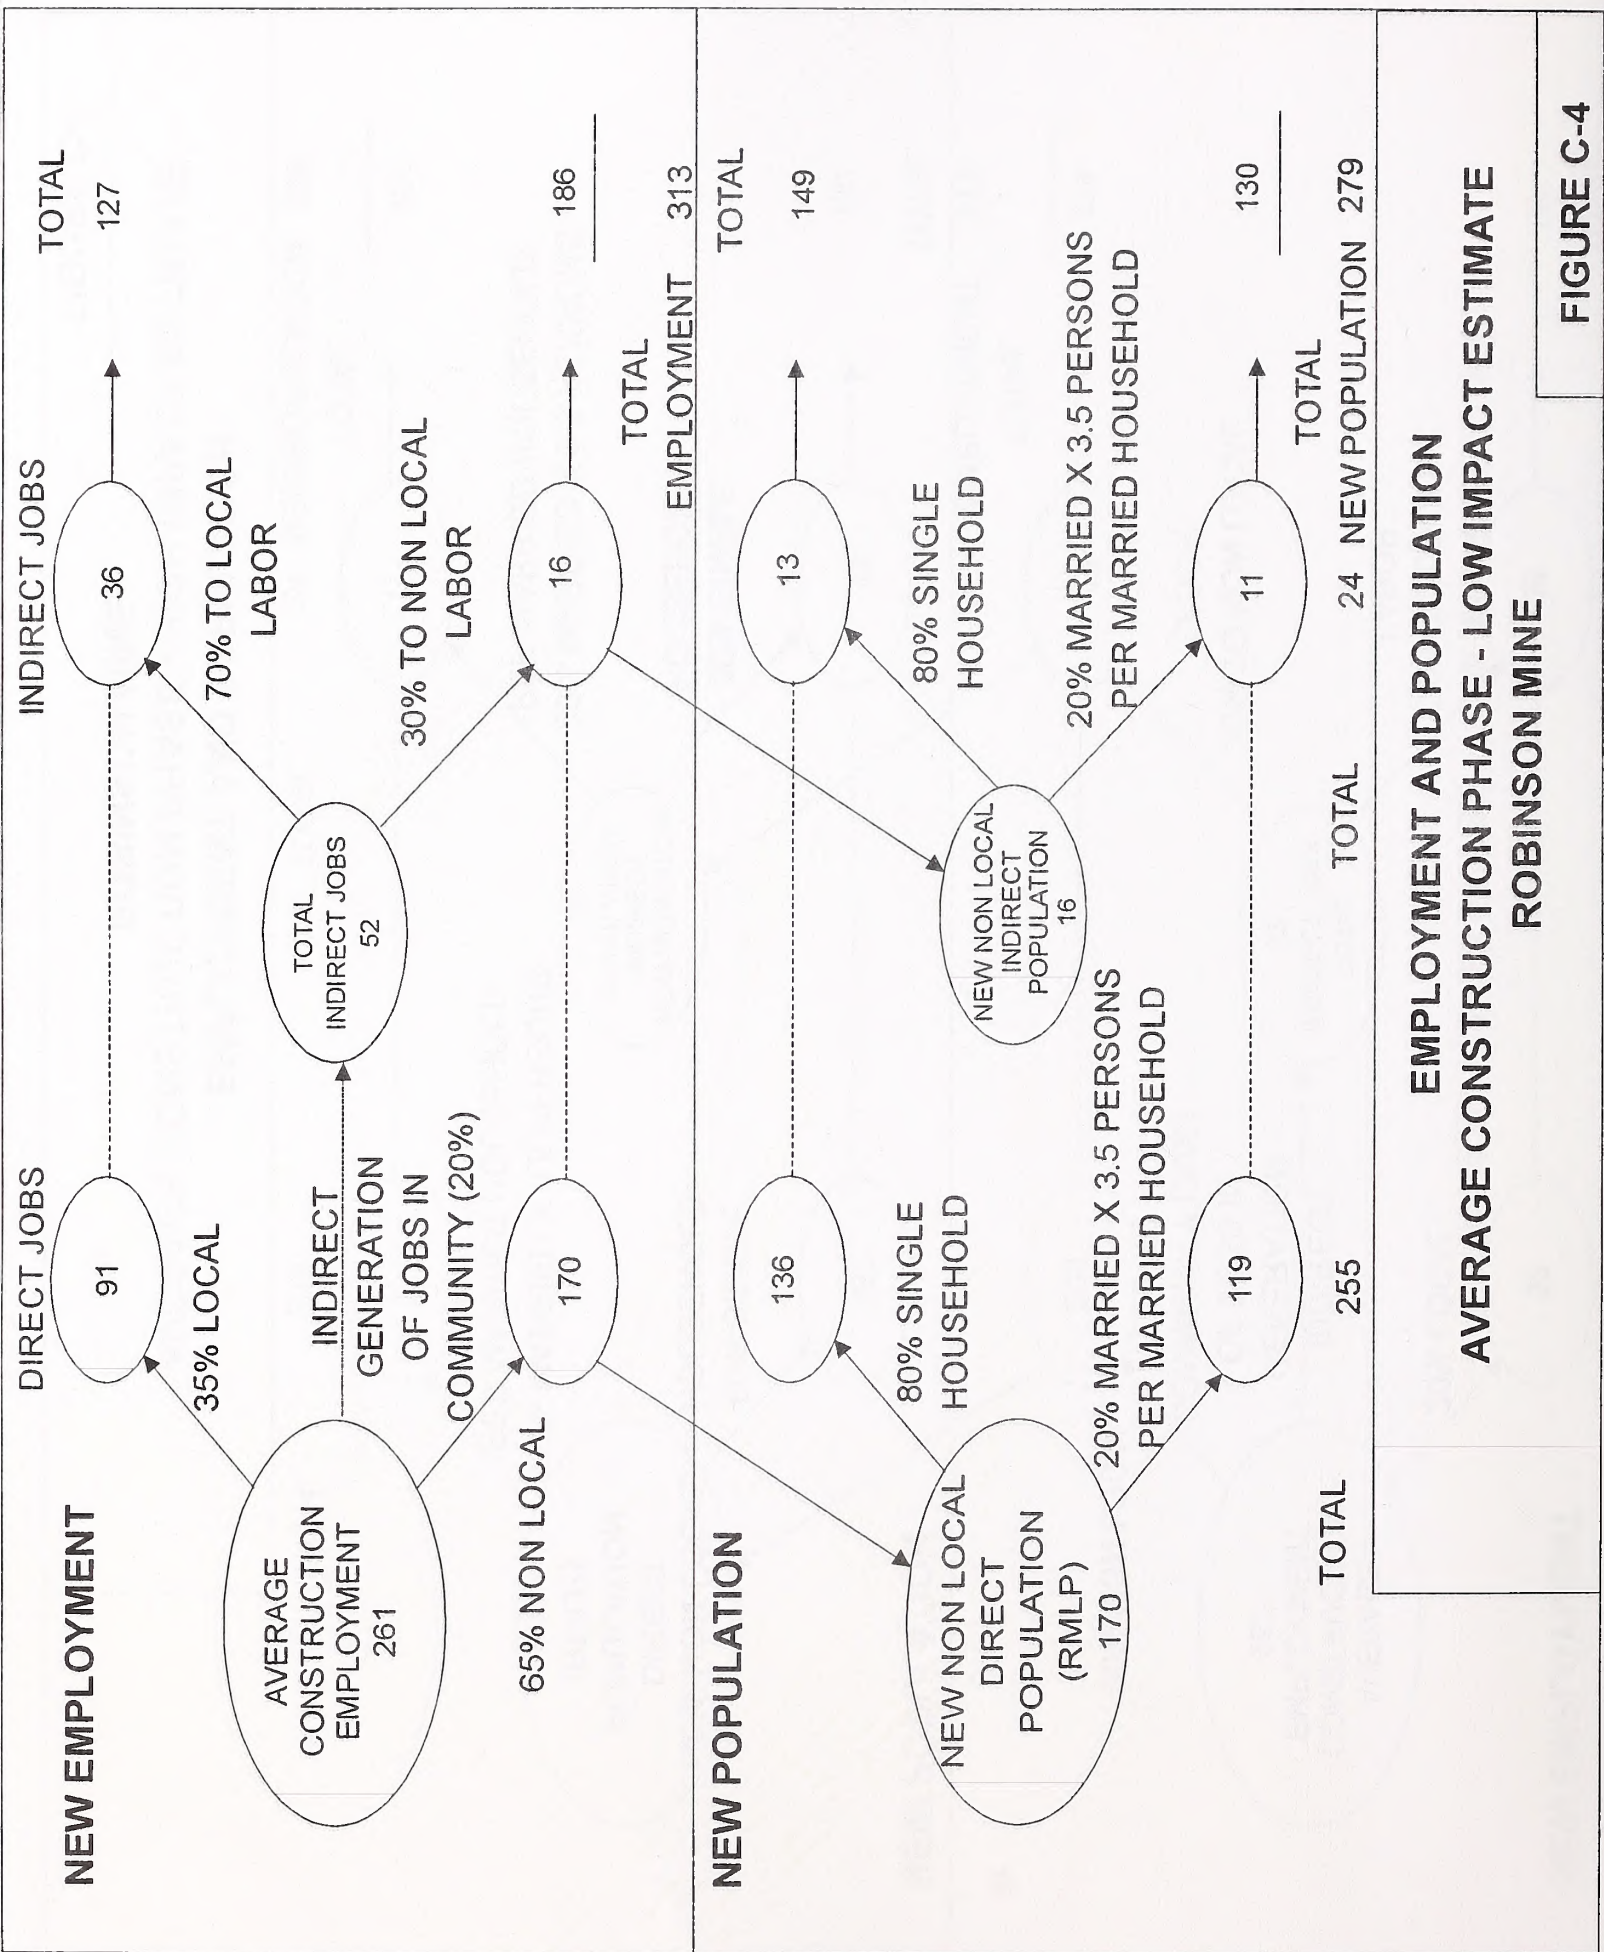 NEW EMPLOYMENT
DIRECT JOBS
INDIRECT JOBS
TOTAL
91
36
127
35% LOCAL
70% TO LOCAL
LABOR
AVERAGE
CONSTRUCTION
EMPLOYMENT
261
INDIRECT
GENERATION
OF JOBS IN
COMMUNITY (20%)
TOTAL
INDIRECT JOBS
52
30% TO NON LOCAL
LABOR
65% NON LOCAL
170
16
186
TOTAL
EMPLOYMENT 313
NEW POPULATION
TOTAL
136
13
149
80% SINGLE
HOUSEHOLD
80% SINGLE
HOUSEHOLD
NEW NON LOCAL
DIRECT
POPULATION
(RMLP)
170
NEW NON LOCAL
INDIRECT
POPULATION
16
20% MARRIED X 3.5 PERSONS
PER MARRIED HOUSEHOLD
20% MARRIED X 3.5 PERSONS
PER MARRIED HOUSEHOLD
119
11
130
TOTAL
255
TOTAL
24
TOTAL
NEW POPULATION 279
EMPLOYMENT AND POPULATION
AVERAGE CONSTRUCTION PHASE - LOW IMPACT ESTIMATE
ROBINSON MINE
FIGURE C-4